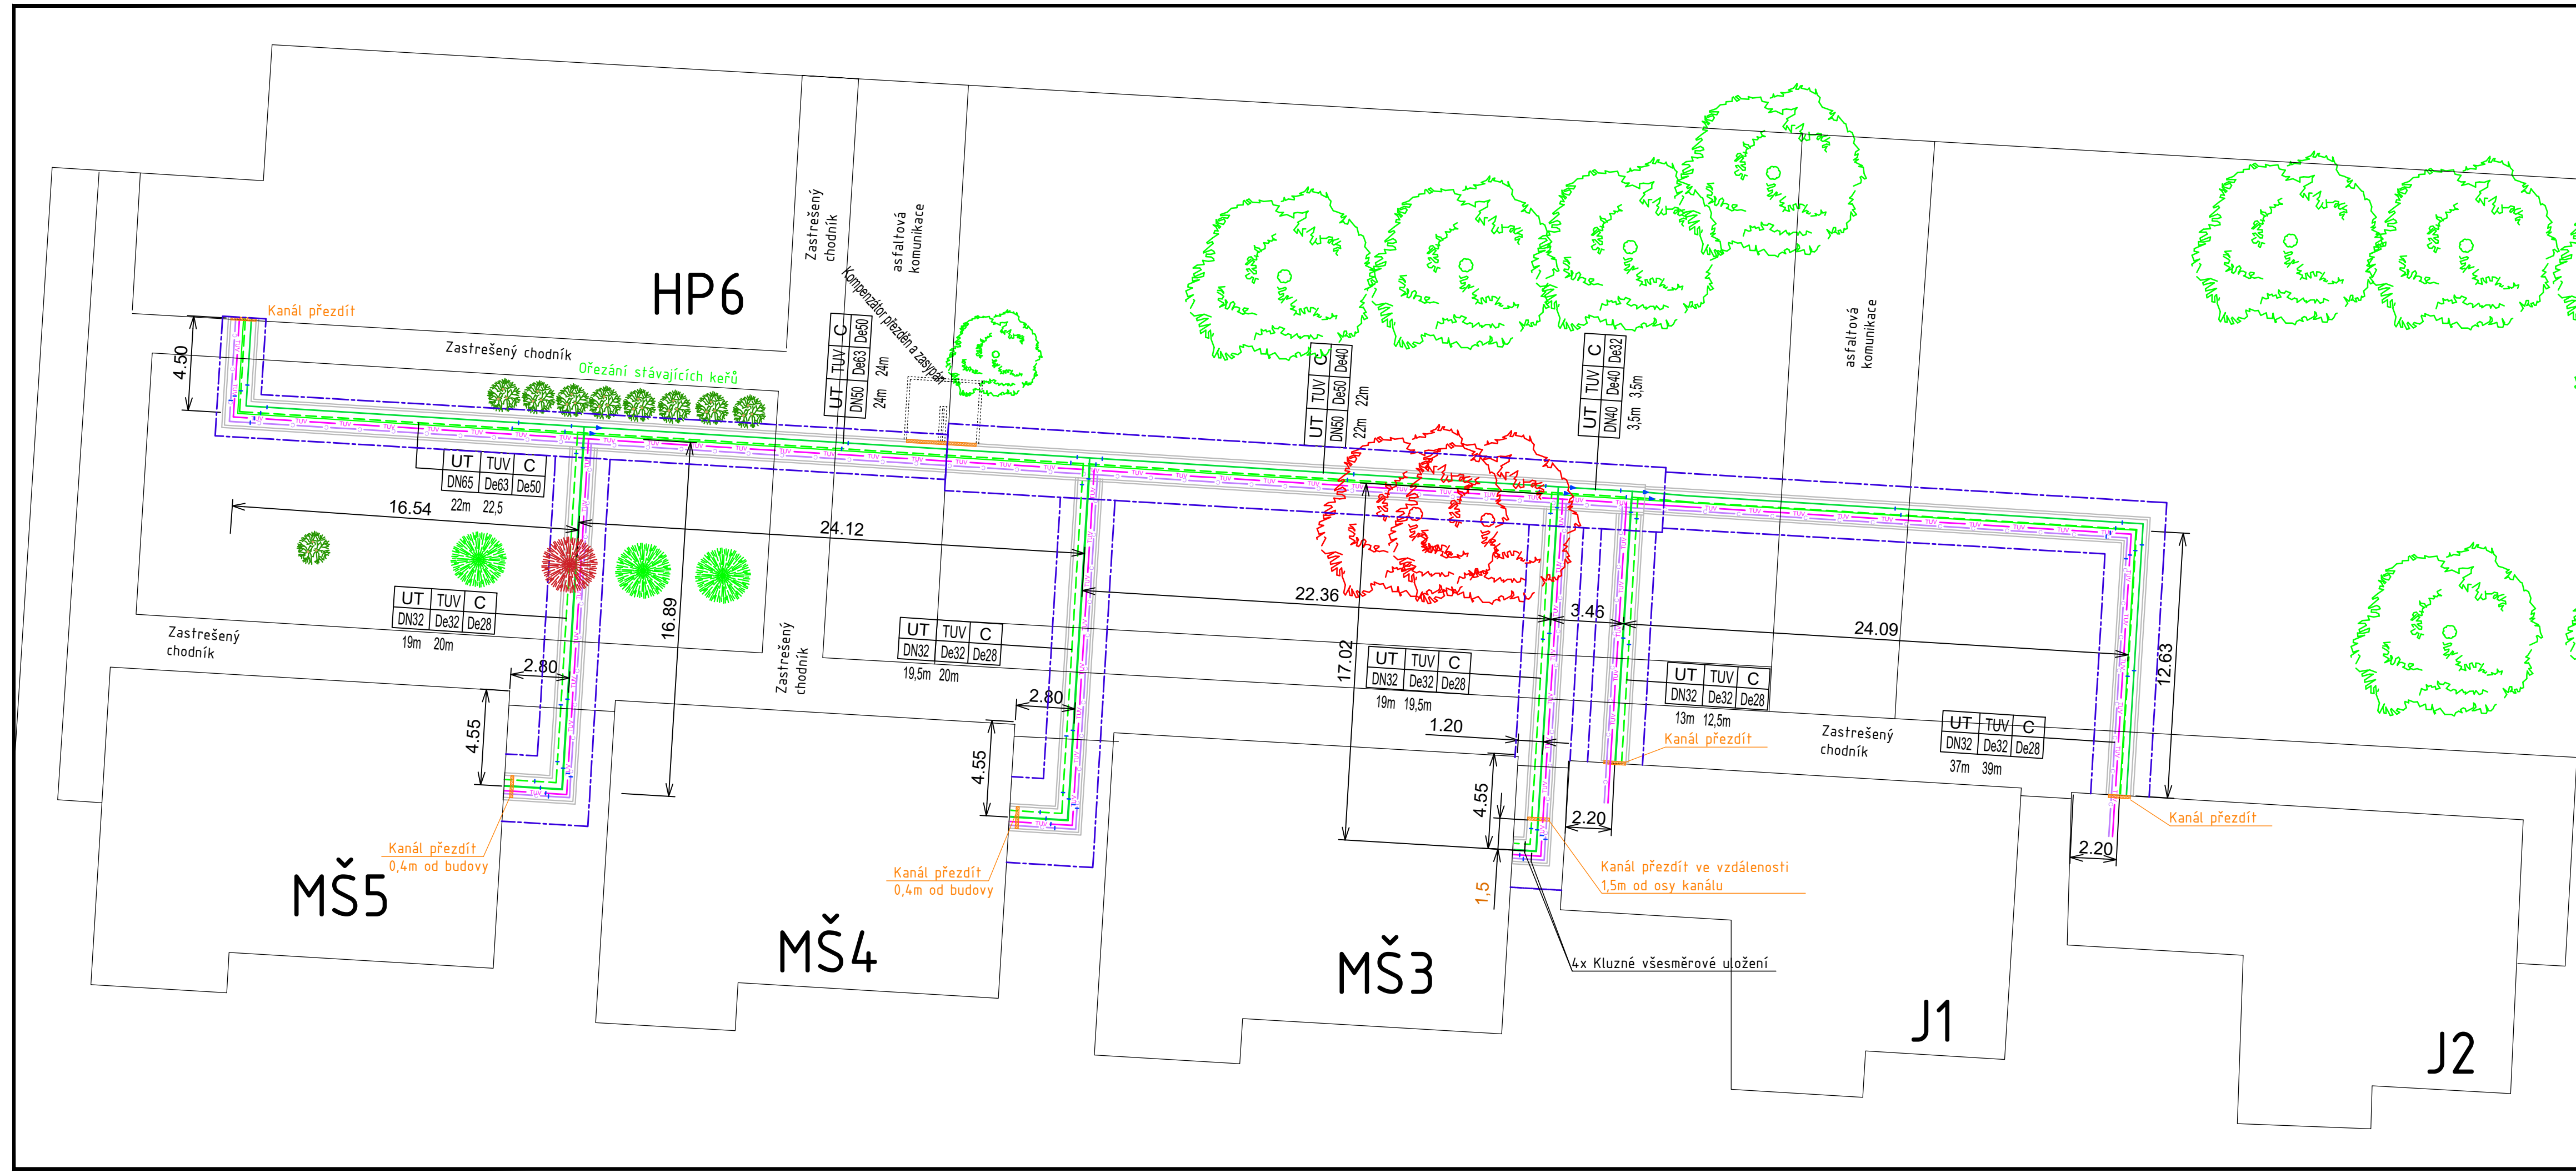 HP6
Zastrešený
chodník
asfaltová
komunikace
Kanál přezdít
Zastrešený chodník
Ořezání stávajících keřů
Kompenzátor přezděn a zasypán
4.50
UT TUV C
DN50 De63 De50
24m 24m
UT TUV C
DN50 De50 De40
22m 22m
UT TUV C
DN40 De40 De32
3,5m 3,5m
asfaltová
komunikace
UT TUV C
DN65 De63 De50
22m 22,5
16.54
24.12
22.36
3.46
24.09
16.89
17.02
12.63
UT TUV C
DN32 De32 De28
19m 20m
Zastrešený
chodník
2.80
4.55
Zastrešený
chodník
UT TUV C
DN32 De32 De28
19,5m 20m
2.80
4.55
UT TUV C
DN32 De32 De28
19m 19,5m
1.20
4.55
UT TUV C
DN32 De32 De28
13m 12,5m
Kanál přezdít
Zastrešený
chodník
UT TUV C
DN32 De32 De28
37m 39m
2.20
Kanál přezdít
2.20
Kanál přezdít
0,4m od budovy
Kanál přezdít
0,4m od budovy
Kanál přezdít ve vzdálenosti
1,5m od osy kanálu
1,5
4x Kluzné všesměrové uložení
MŠ5
MŠ4
MŠ3
J1
J2